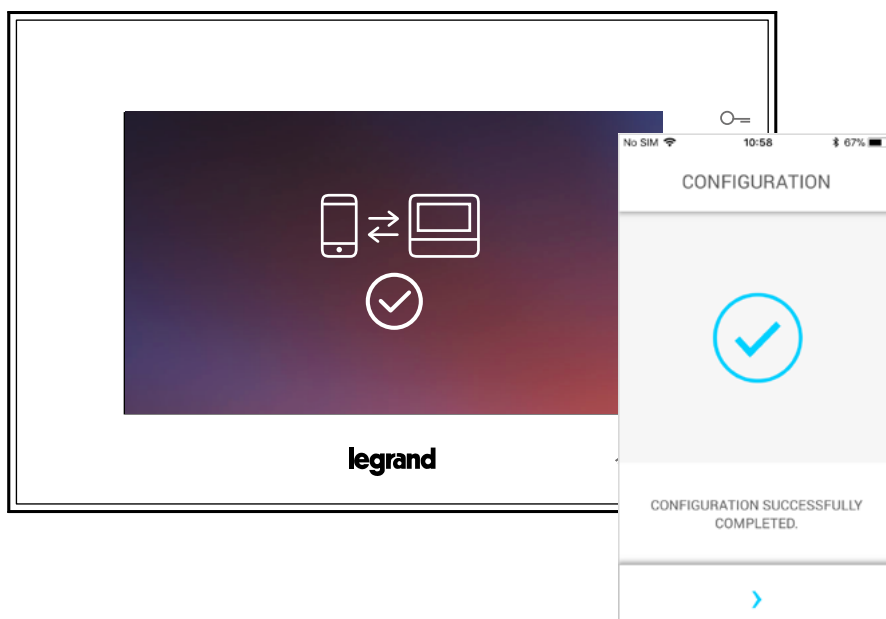 No SIM
10:58
67%
CONFIGURATION
legrand
CONFIGURATION SUCCESSFULLY
COMPLETED.